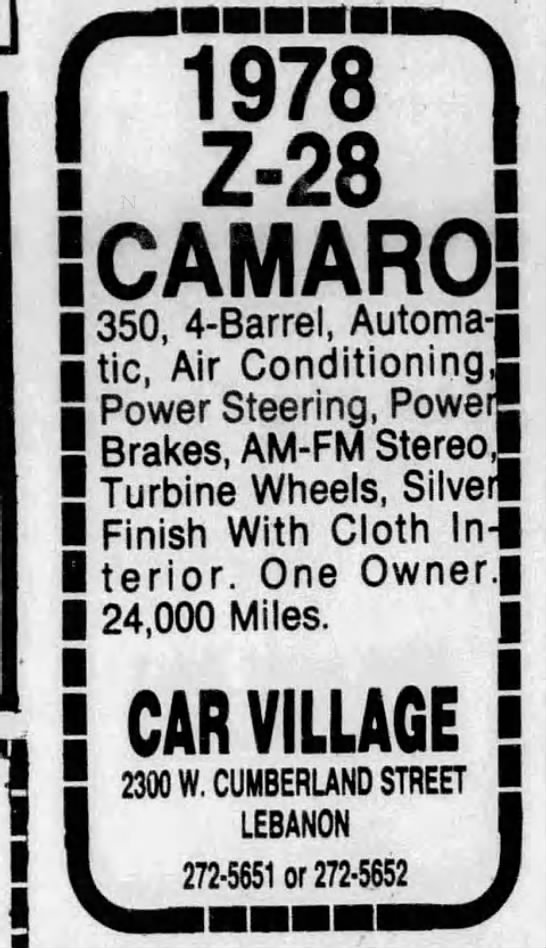 1978
Z-28
CAMARO
350, 4-Barrel, Automa-
tic, Air Conditioning,
Power Steering, Power
Brakes, AM-FM Stereo,
Turbine Wheels, Silver
Finish With Cloth In-
terior. One Owner.
24,000 Miles.
CAR VILLAGE
2300 W. CUMBERLAND STREET
LEBANON
272-5651 or 272-5652